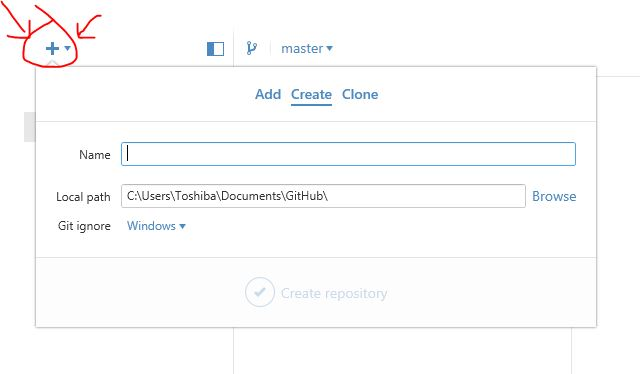 master
Add Create Clone
Name
Local path C:\Users\Toshiba\Documents\GitHub\ Browse
Git ignore Windows
Create repository